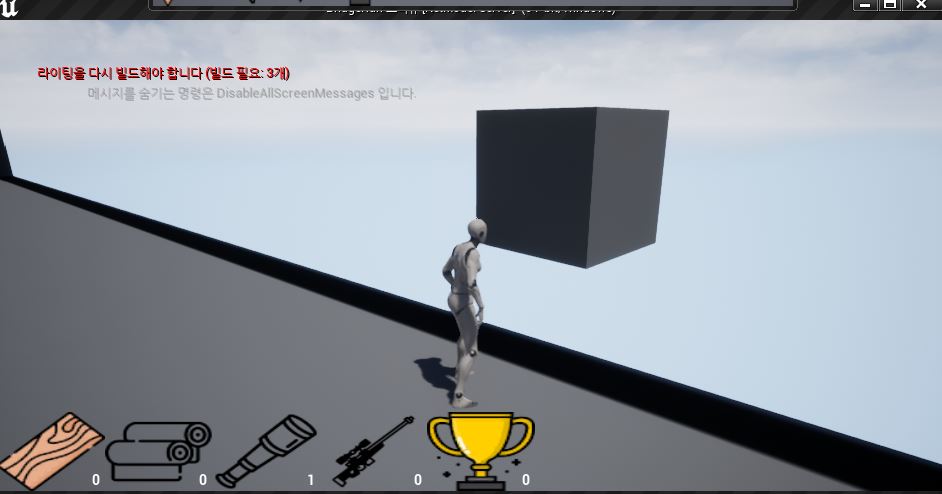 라이팅을 다시 빌드해야 합니다 (빌드 필요: 3개)
메시지를 숨기는 명령은 DisableAllScreenMessages 입니다.
0 0 1 0 0